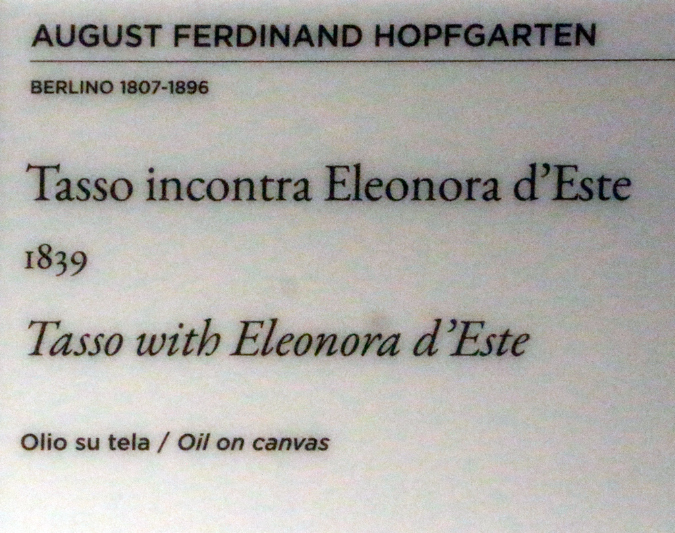 AUGUST FERDINAND HOPFGARTEN
BERLINO 1807-1896
Tasso incontra Eleonora d’Este
1839
Tasso with Eleonora d’Este
Olio su tela / Oil on canvas